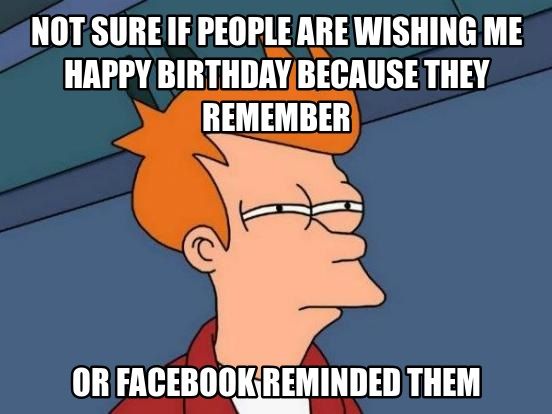 NOT SURE IF PEOPLE ARE WISHING ME
HAPPY BIRTHDAY BECAUSE THEY
REMEMBER
OR FACEBOOK REMINDED THEM